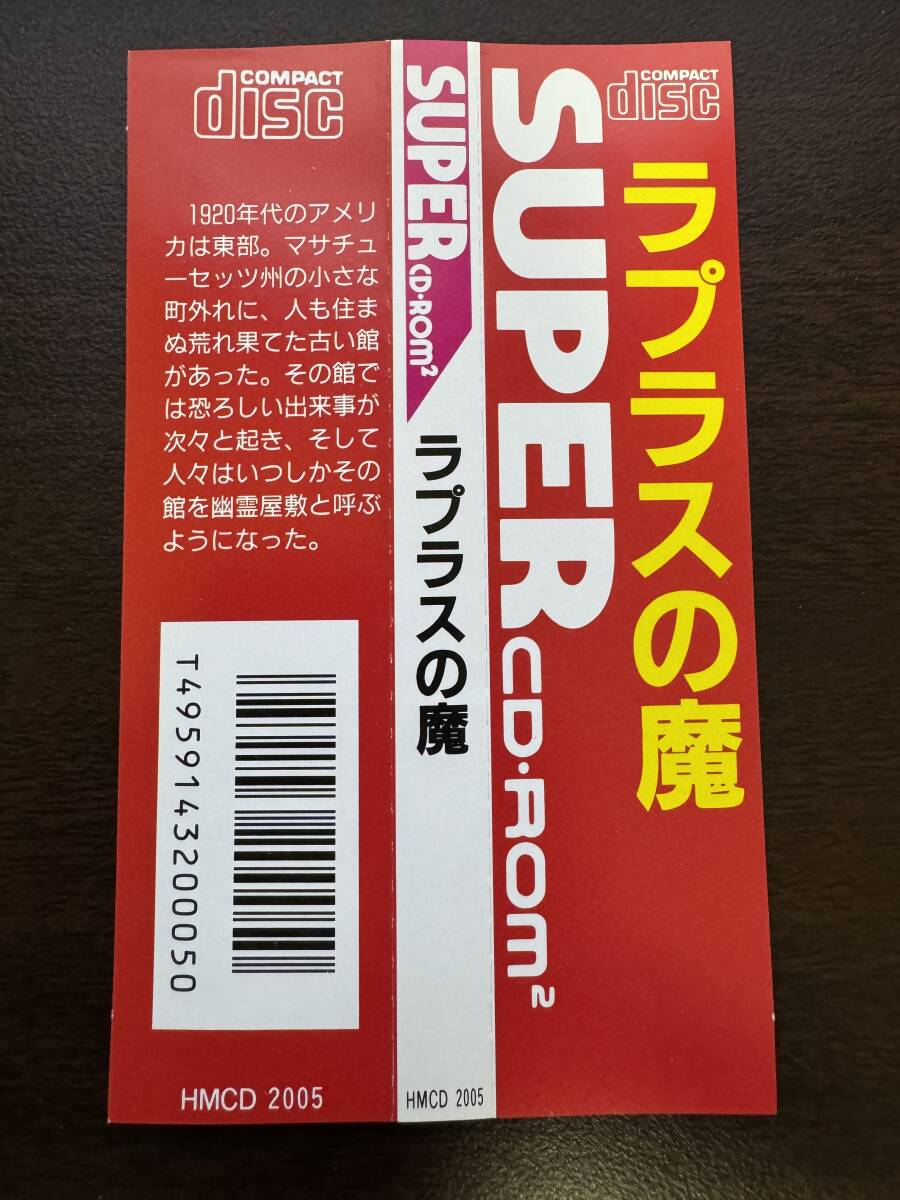 COMPACT
disc
1920年代のアメリ
カは東部。マサチュ
ーセッツ州の小さな
町外れに、人も住ま
ぬ荒れ果てた古い館
があった。その館で
は恐ろしい出来事が
次々と起き、そして
人々はいつしかその
館を幽霊屋敷と呼ぶ
ようになった。
T4959143200050
HMCD 2005
SUPER CD・ROM²
ラプラスの魔
HMCD 2005
SUPER CD・ROM²
COMPACT
disc
ラプラスの魔